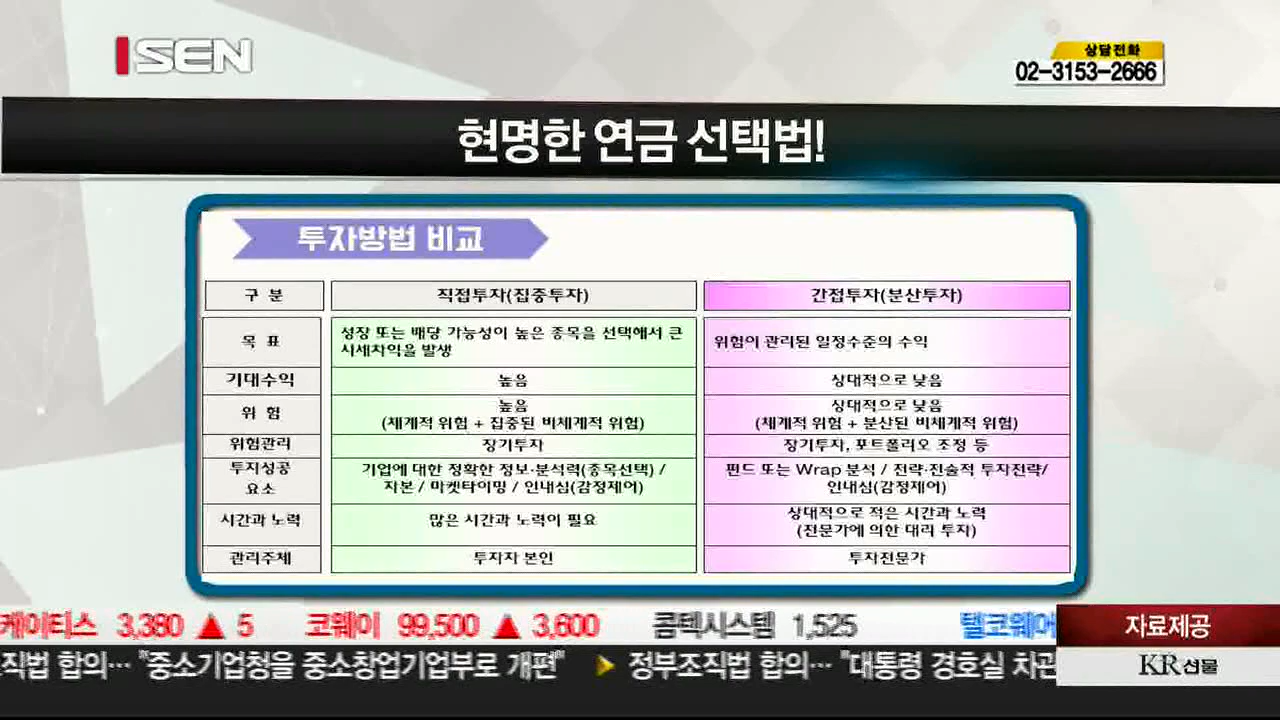 SEN
상담전화
02-3153-2666
현명한 연금 선택법!
투자방법 비교
구 분 직접투자(집중투자) 간접투자(분산투자)
목 표 성장 또는 배당 가능성이 높은 종목을 선택해서 큰 시세차익을 발생 위험이 관리된 일정수준의 수익
기대수익 높음 상대적으로 낮음
위 험 높음 (체계적 위험 + 집중된 비체계적 위험) 상대적으로 낮음 (체계적 위험 + 분산된 비체계적 위험)
위험관리 장기투자 장기투자, 포트폴리오 조정 등
투자성공 요소 기업에 대한 정확한 정보·분석력(종목선택) / 자본 / 마켓타이밍 / 인내심(감정제어) 펀드 또는 Wrap 분석 / 전략·전술적 투자전략/ 인내심(감정제어)
시간과 노력 많은 시간과 노력이 필요 상대적으로 적은 시간과 노력 (전문가에 의한 대리 투자)
관리주체 투자자 본인 투자전문가
케이티스 3,380 ▲ 5 코웨이 99,500 ▲ 3,600 콤텍시스템 1,525 텔코웨어
자료제공
직법 합의… "중소기업청을 중소창업기업부로 개편" ▶ 정부조직법 합의… "대통령 경호실 차관
KR선물